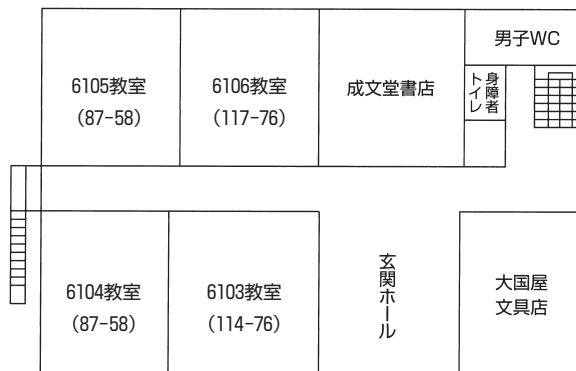 6105教室
(87-58)
6106教室
(117-76)
成文堂書店
男子WC
身障者
トイレ
6104教室
(87-58)
6103教室
(114-76)
玄関ホール
大国屋
文具店